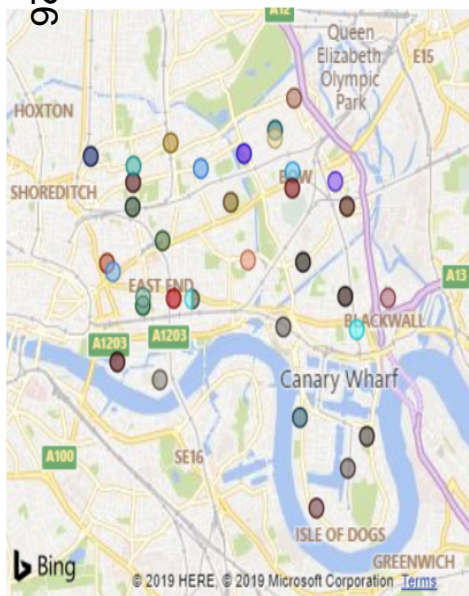 A12
Queen
Elizabeth
Olympic
Park
E15
HOXTON
SHOREDITCH
BOW
EAST END
A13
A1203
A1203
BLACKWALL
Canary Wharf
A100
SE16
ISLE OF DOGS
GREENWICH
Bing
© 2019 HERE, © 2019 Microsoft Corporation Terms